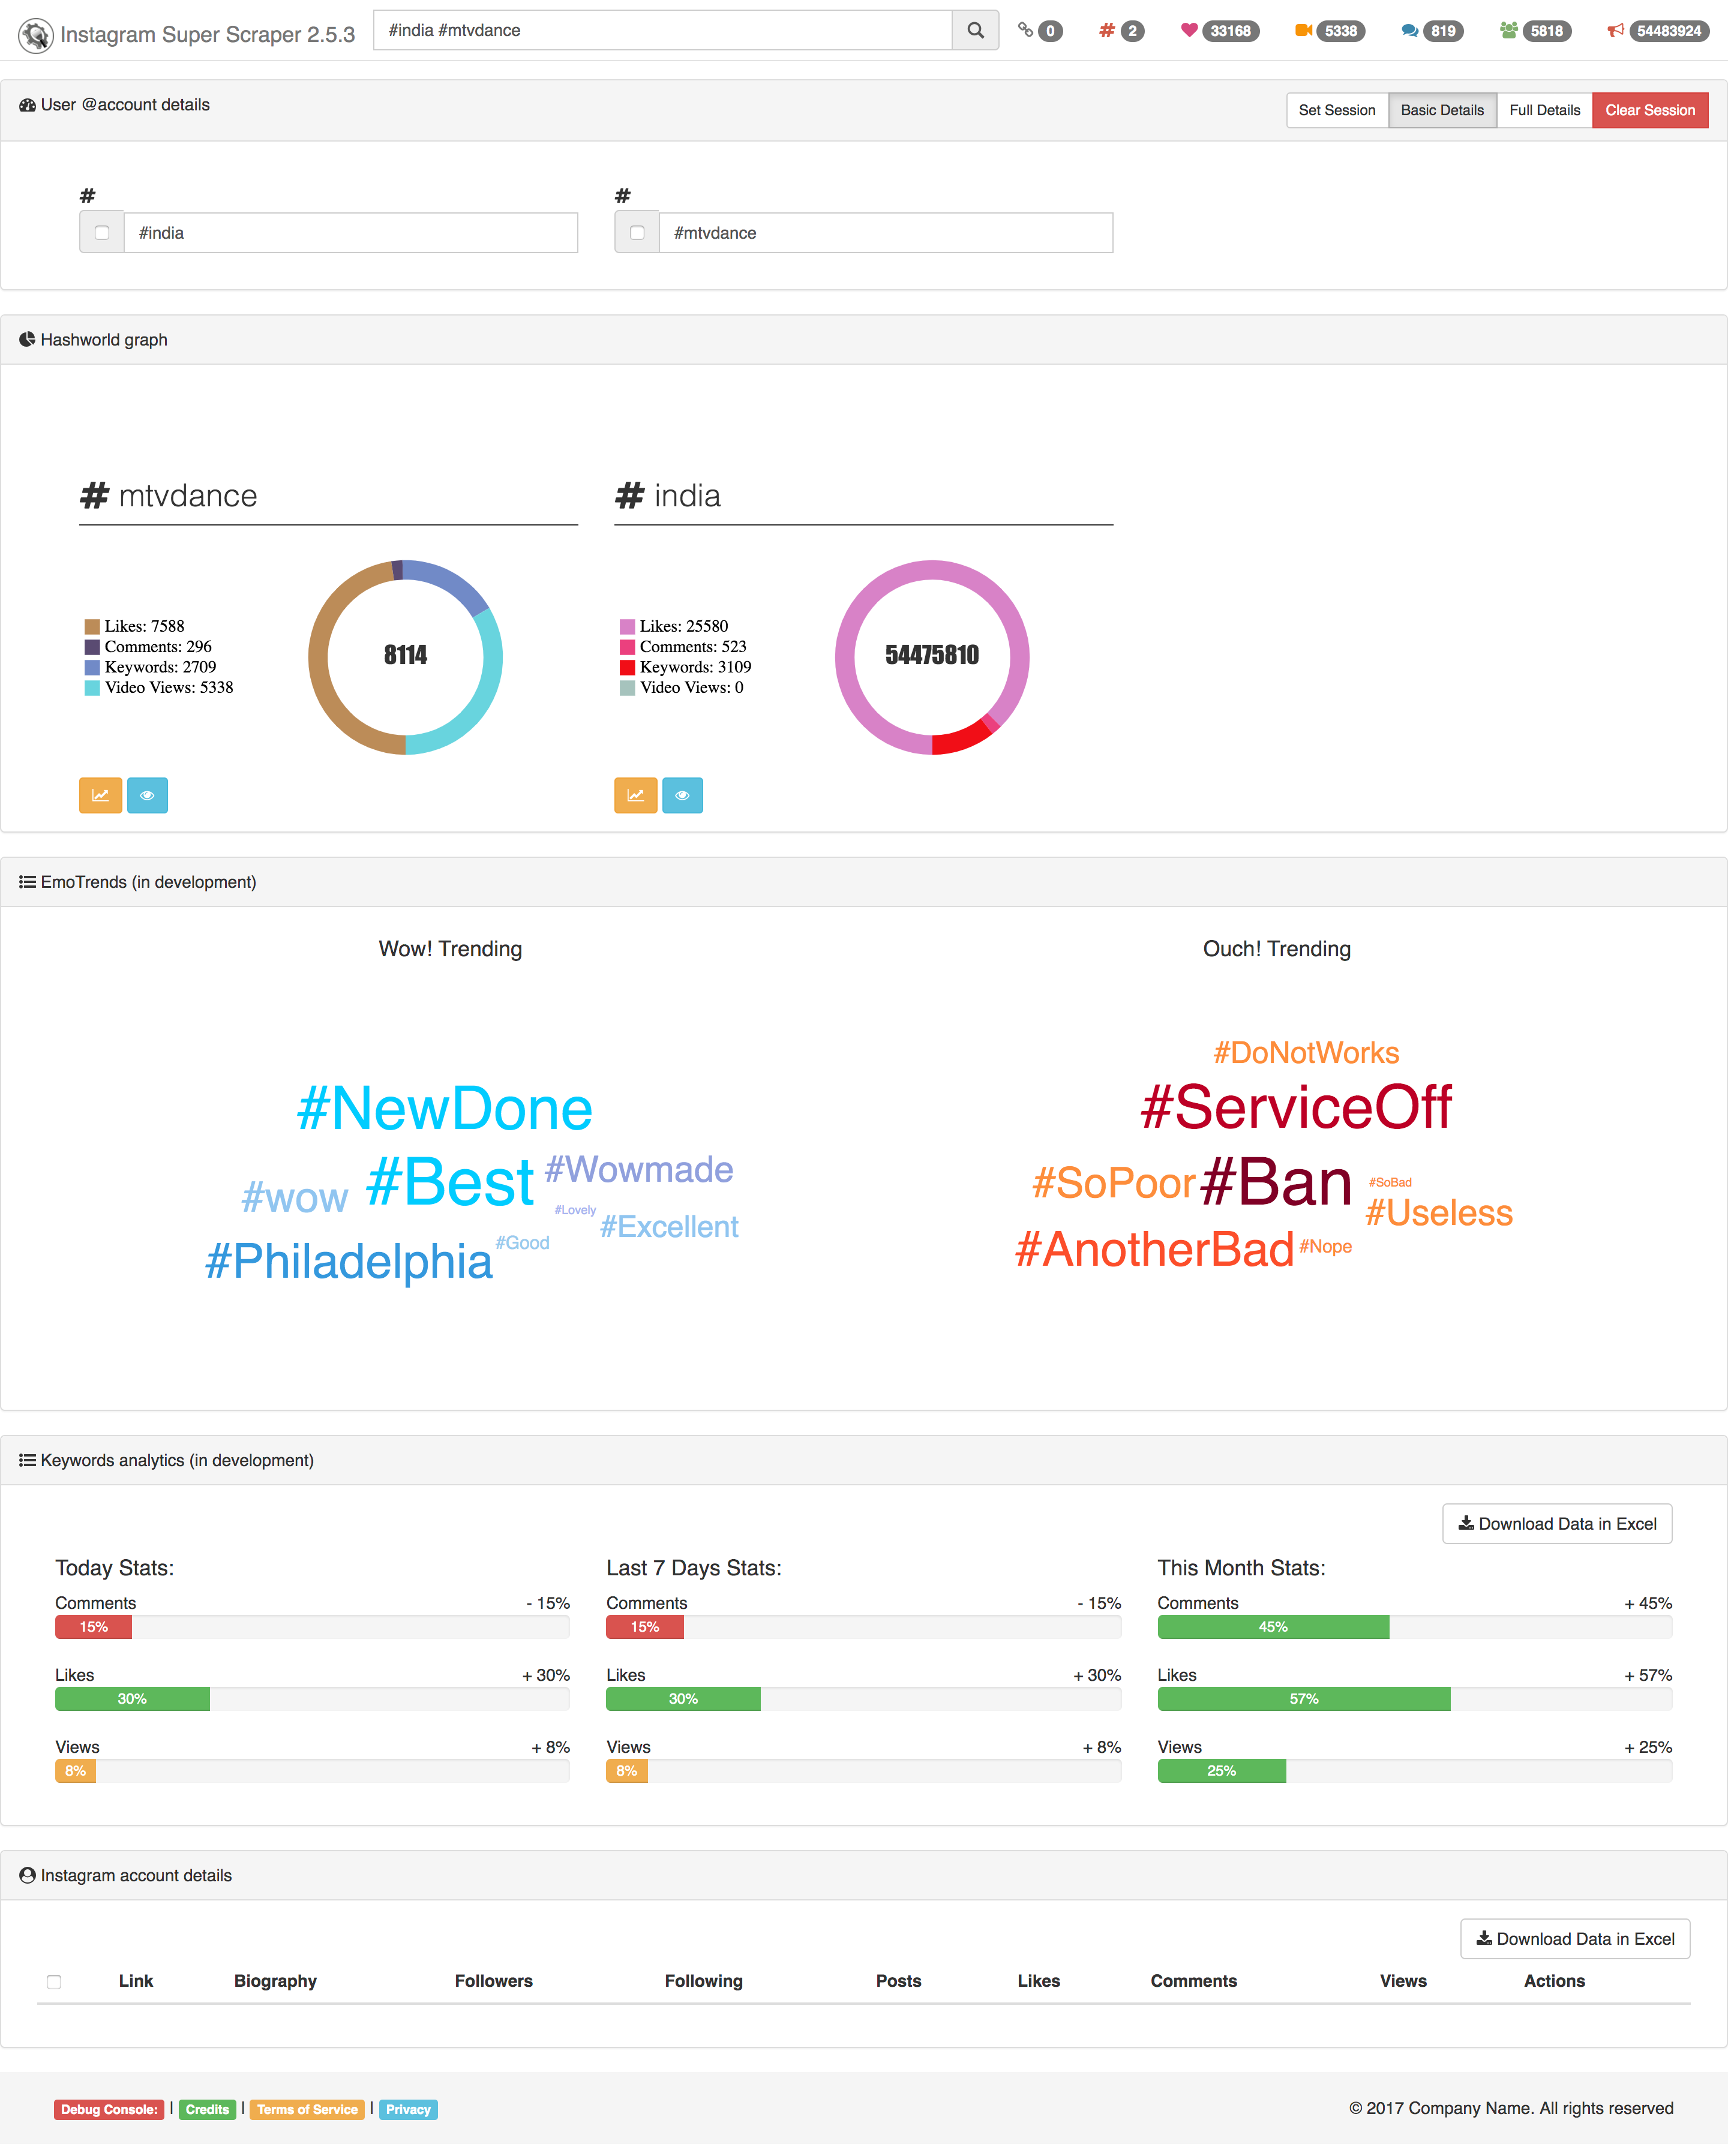 Instagram Super Scraper 2.5.3 #india #mtvdance 0 # 2 33168 5338 819 5818 54483924
User @account details Set Session Basic Details Full Details Clear Session
# #
#india #mtvdance
Hashworld graph
# mtvdance # india
Likes: 7588
Comments: 296
Keywords: 2709
Video Views: 5338
8114
Likes: 25580
Comments: 523
Keywords: 3109
Video Views: 0
54475810
EmoTrends (in development)
Wow! Trending
#NewDone
#Best #Wowmade
#wow
#Lovely
#Excellent
#Good
#Philadelphia
Ouch! Trending
#DoNotWorks
#ServiceOff
#SoPoor #Ban #SoBad
#Useless
#AnotherBad #Nope
Keywords analytics (in development)
Download Data in Excel
Today Stats:
Comments - 15%
15%
Likes + 30%
30%
Views + 8%
8%
Last 7 Days Stats:
Comments - 15%
15%
Likes + 30%
30%
Views + 8%
8%
This Month Stats:
Comments + 45%
45%
Likes + 57%
57%
Views + 25%
25%
Instagram account details
Download Data in Excel
Link Biography Followers Following Posts Likes Comments Views Actions
Debug Console: | Credits | Terms of Service | Privacy © 2017 Company Name. All rights reserved